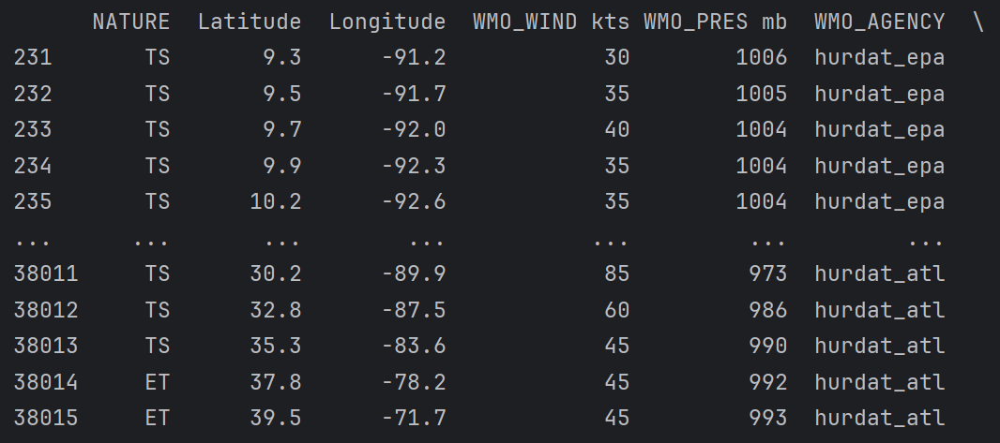 NATURE Latitude Longitude WMO_WIND kts WMO_PRES mb WMO_AGENCY \
231 TS 9.3 -91.2 30 1006 hurdat_epa
232 TS 9.5 -91.7 35 1005 hurdat_epa
233 TS 9.7 -92.0 40 1004 hurdat_epa
234 TS 9.9 -92.3 35 1004 hurdat_epa
235 TS 10.2 -92.6 35 1004 hurdat_epa
... ... ... ... ... ... ...
38011 TS 30.2 -89.9 85 973 hurdat_atl
38012 TS 32.8 -87.5 60 986 hurdat_atl
38013 TS 35.3 -83.6 45 990 hurdat_atl
38014 ET 37.8 -78.2 45 992 hurdat_atl
38015 ET 39.5 -71.7 45 993 hurdat_atl